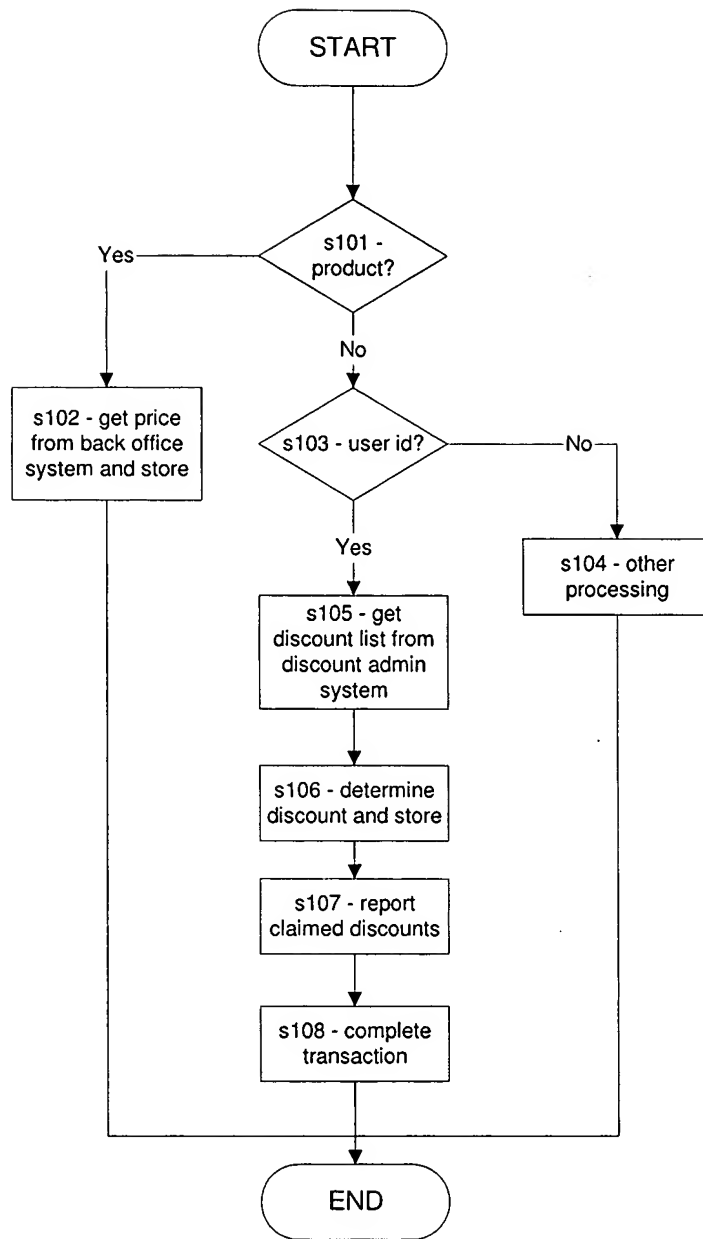 START
s101 -
product?
Yes
No
s102 - get price
from back office
system and store
s103 - user id?
No
Yes
s104 - other
processing
s105 - get
discount list from
discount admin
system
s106 - determine
discount and store
s107 - report
claimed discounts
s108 - complete
transaction
END